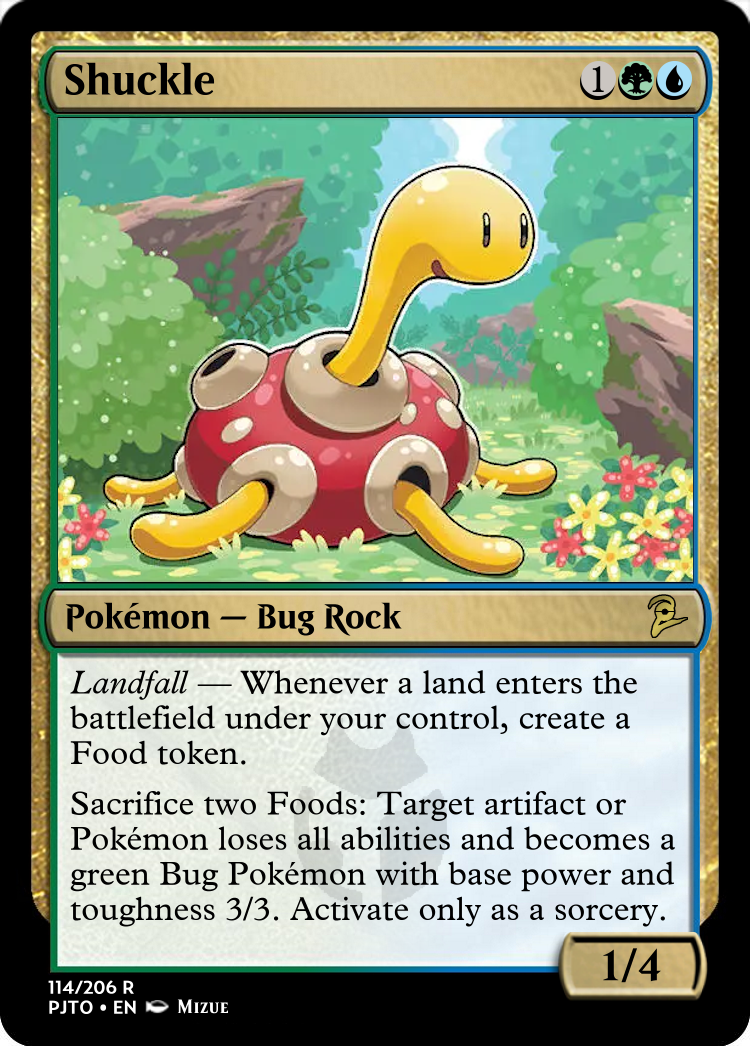 Shuckle 1
Pokémon — Bug Rock
Landfall — Whenever a land enters the
battlefield under your control, create a
Food token.
Sacrifice two Foods: Target artifact or
Pokémon loses all abilities and becomes a
green Bug Pokémon with base power and
toughness 3/3. Activate only as a sorcery.
1/4
114/206 R
PJTO • EN Mizue